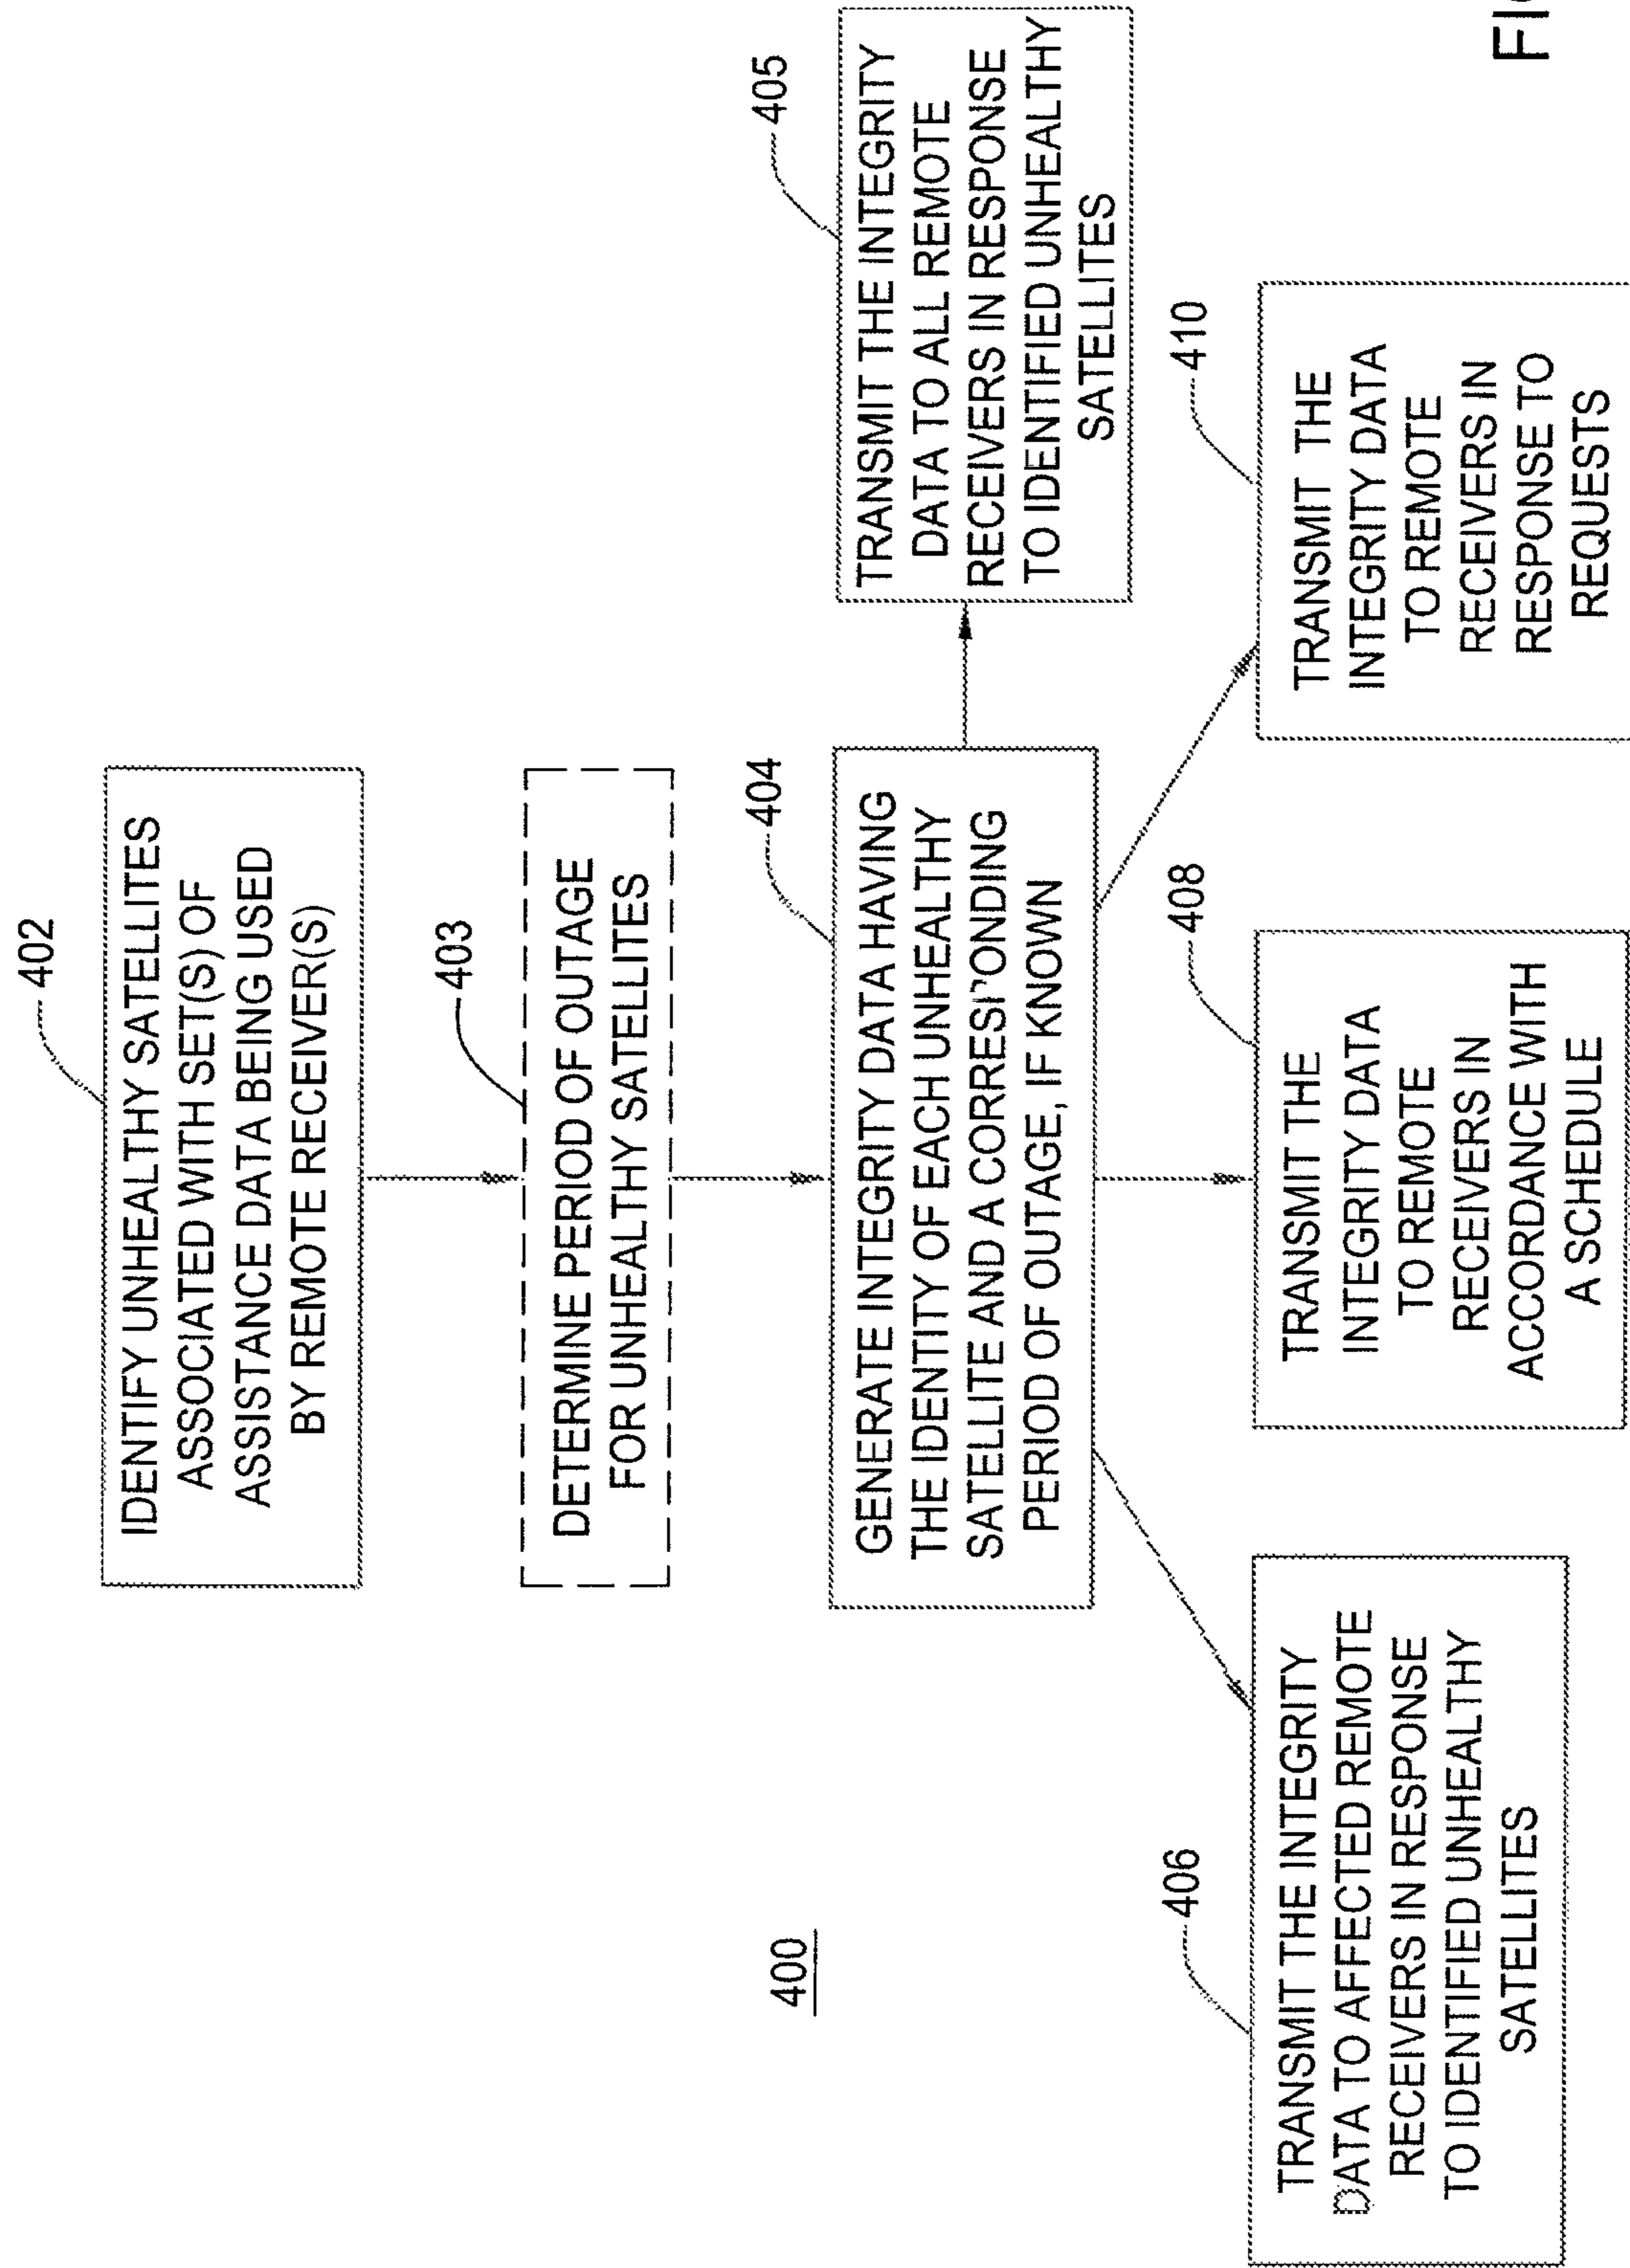 400
402
IDENTIFY UNHEALTHY SATELLITES
ASSOCIATED WITH SET(S) OF
ASSISTANCE DATA BEING USED
BY REMOTE RECEIVER(S)
403
DETERMINE PERIOD OF OUTAGE
FOR UNHEALTHY SATELLITES
404
GENERATE INTEGRITY DATA HAVING
THE IDENTITY OF EACH UNHEALTHY
SATELLITE AND A CORRESPONDING
PERIOD OF OUTAGE, IF KNOWN
405
TRANSMIT THE INTEGRITY
DATA TO ALL REMOTE
RECEIVERS IN RESPONSE
TO IDENTIFIED UNHEALTHY
SATELLITES
406
TRANSMIT THE INTEGRITY
DATA TO AFFECTED REMOTE
RECEIVERS IN RESPONSE
TO IDENTIFIED UNHEALTHY
SATELLITES
408
TRANSMIT THE
INTEGRITY DATA
TO REMOTE
RECEIVERS IN
ACCORDANCE WITH
A SCHEDULE
410
TRANSMIT THE
INTEGRITY DATA
TO REMOTE
RECEIVERS IN
RESPONSE TO
REQUESTS